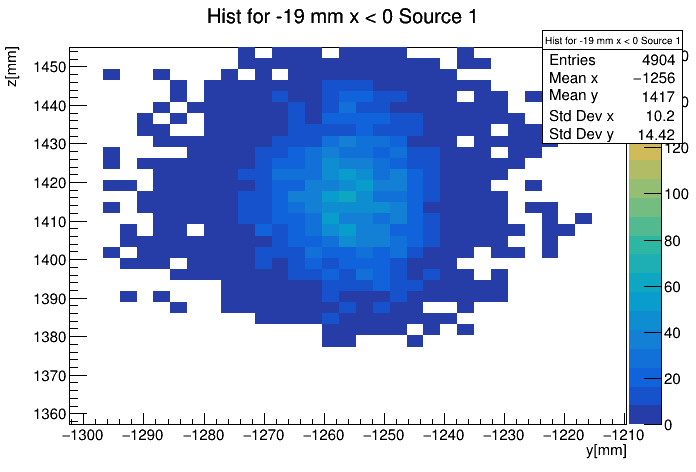 Hist for -19 mm x < 0 Source 1
Hist for -19 mm x < 0 Source 1
Entries 4904
Mean x −1256
Mean y 1417
Std Dev x 10.2
Std Dev y 14.42
z[mm]
1450
1440
1430
1420
1410
1400
1390
1380
1370
1360
−1300 −1290 −1280 −1270 −1260 −1250 −1240 −1230 −1220 −1210
y[mm]
120
100
80
60
40
20
0